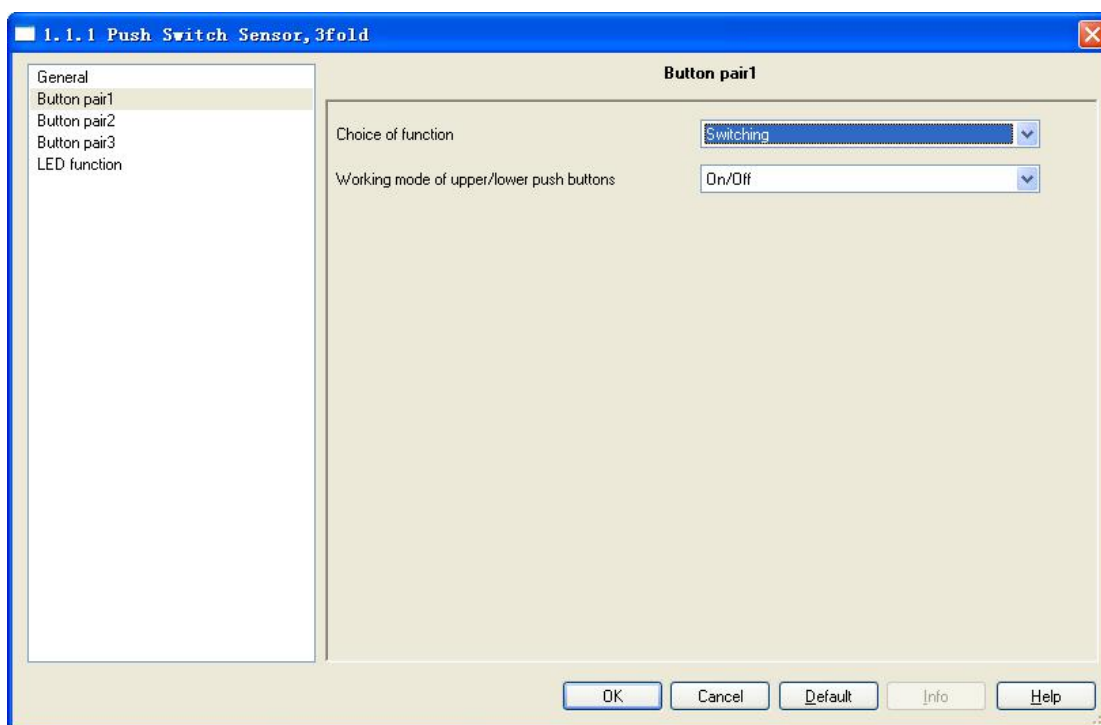 1.1.1 Push Switch Sensor,3fold
General
Button pair1
Button pair2
Button pair3
LED function
Button pair1
Choice of function
Switching
Working mode of upper/lower push buttons
On/Off
OK
Cancel
Default
Info
Help